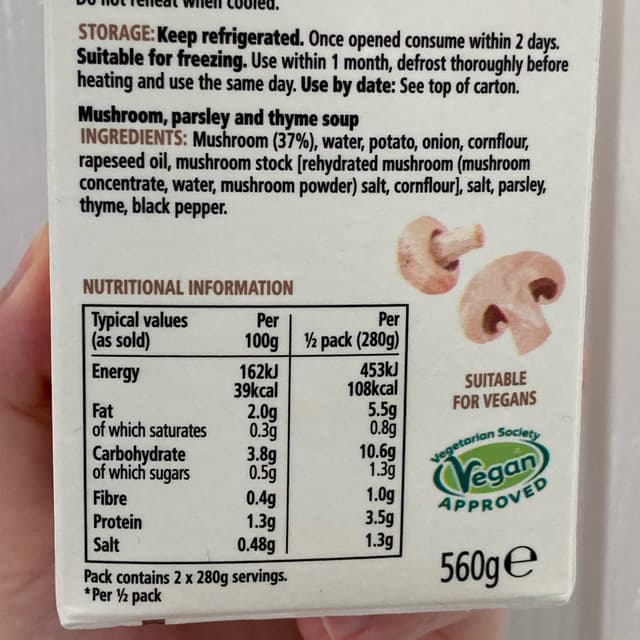 Do not reheat when cooled.
STORAGE: Keep refrigerated. Once opened consume within 2 days.
Suitable for freezing. Use within 1 month, defrost thoroughly before
heating and use the same day. Use by date: See top of carton.
Mushroom, parsley and thyme soup
INGREDIENTS: Mushroom (37%), water, potato, onion, cornflour,
rapeseed oil, mushroom stock [rehydrated mushroom (mushroom
concentrate, water, mushroom powder) salt, cornflour], salt, parsley,
thyme, black pepper.
NUTRITIONAL INFORMATION
Typical values Per Per
(as sold) 100g ½ pack (280g)
Energy 162kJ 453kJ
39kcal 108kcal
Fat 2.0g 5.5g
of which saturates 0.3g 0.8g
Carbohydrate 3.8g 10.6g
of which sugars 0.5g 1.3g
Fibre 0.4g 1.0g
Protein 1.3g 3.5g
Salt 0.48g 1.3g
Pack contains 2 x 280g servings.
*Per ½ pack
SUITABLE
FOR VEGANS
Vegetarian Society
Vegan
APPROVED
560g e